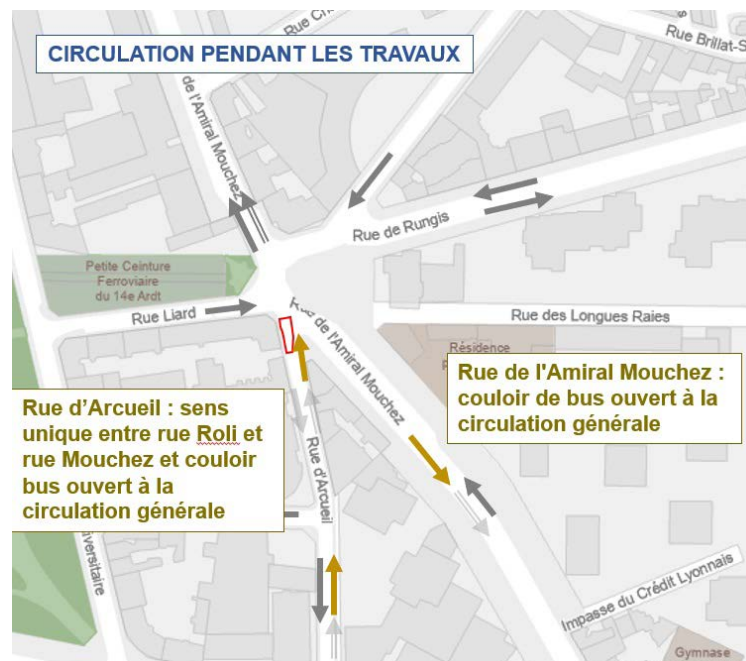 CIRCULATION PENDANT LES TRAVAUX
Rue Brillat-S
Rue Ch
de l'Amiral Mouchez
Rue de Rungis
Petite Ceinture
Ferroviaire
du 14e Ardt
Rue Liard
Rue des Longues Raies
Rue de l'Amiral Mouchez
Résidence
Rue de l'Amiral Mouchez :
couloir de bus ouvert à la
circulation générale
Rue d'Arcueil : sens
unique entre rue Roli et
rue Mouchez et couloir
bus ouvert à la
circulation générale
Rue d'Arcueil
iversitaire
Impasse du Crédit Lyonnais
Gymnase